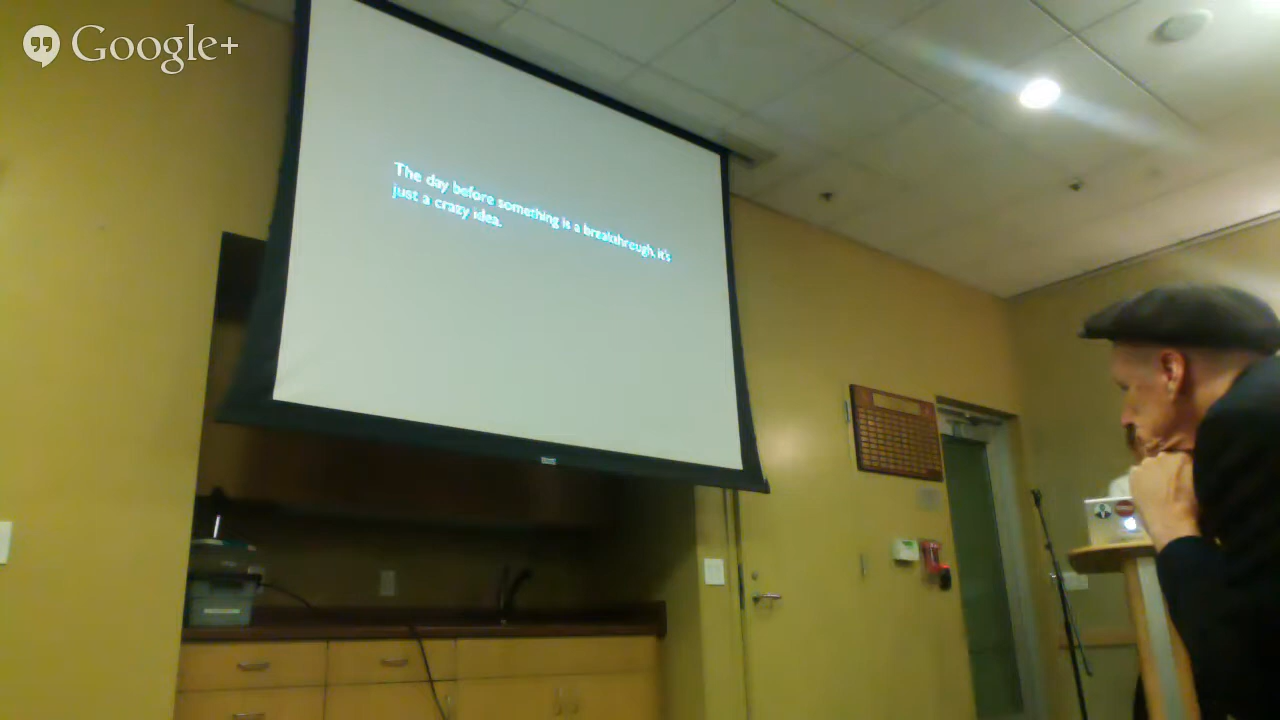 Google+
The day before something is a breakthrough, it's
just a crazy idea.